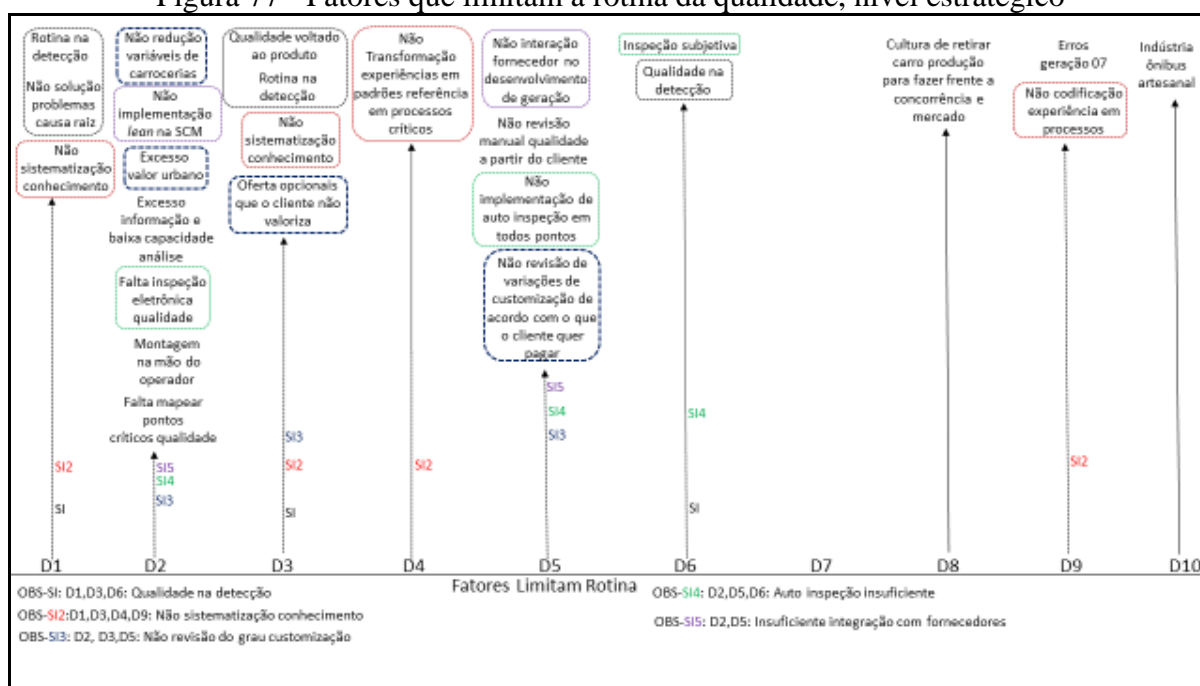 Figura 77 - Fatores que limitam a rotina da qualidade, nível estratégico
Rotina na
detecção
Não solução
problemas
causa raiz
Não
sistematização
conhecimento
SI2
SI
D1
Não redução
variáveis de
carrocerias
Não
implementação
lean na SCM
Excesso
valor urbano
Excesso
informação e
baixa capacidade
análise
Falta inspeção
eletrônica
qualidade
Montagem
na mão do
operador
Falta mapear
pontos
críticos qualidade
SI5
SI4
SI3
D2
Qualidade voltado
ao produto
Rotina na
detecção
Não
sistematização
conhecimento
Oferta opcionais
que o cliente não
valoriza
SI3
SI2
SI
D3
Não
Transformação
experiências em
padrões referência
em processos
críticos
SI2
D4
Não interação
fornecedor no
desenvolvimento
de geração
Não revisão
manual qualidade
a partir do cliente
Não
implementação de
auto inspeção em
todos pontos
Não revisão de
variações de
customização de
acordo com o que
o cliente quer
pagar
SI5
SI4
SI3
D5
Inspeção subjetiva
Qualidade na
detecção
SI4
SI
D6
D7
Cultura de retirar
carro produção
para fazer frente a
concorrência e
mercado
D8
Erros
geração 07
Não codificação
experiência em
processos
SI2
D9
Indústria
ônibus
artesanal
D10
Fatores Limitam Rotina
OBS-SI: D1,D3,D6: Qualidade na detecção
OBS-SI2:D1,D3,D4,D9: Não sistematização conhecimento
OBS-SI3: D2, D3,D5: Não revisão do grau customização
OBS-SI4: D2,D5,D6: Auto inspeção insuficiente
OBS-SI5: D2,D5: Insuficiente integração com fornecedores